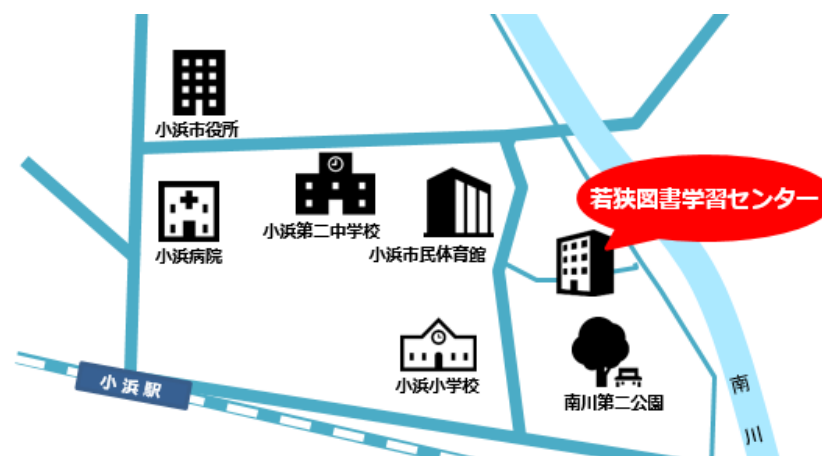 小浜市役所
若狭図書学習センター
小浜第二中学校
小浜病院
小浜市民体育館
小浜駅
小浜小学校
南川第二公園
南川